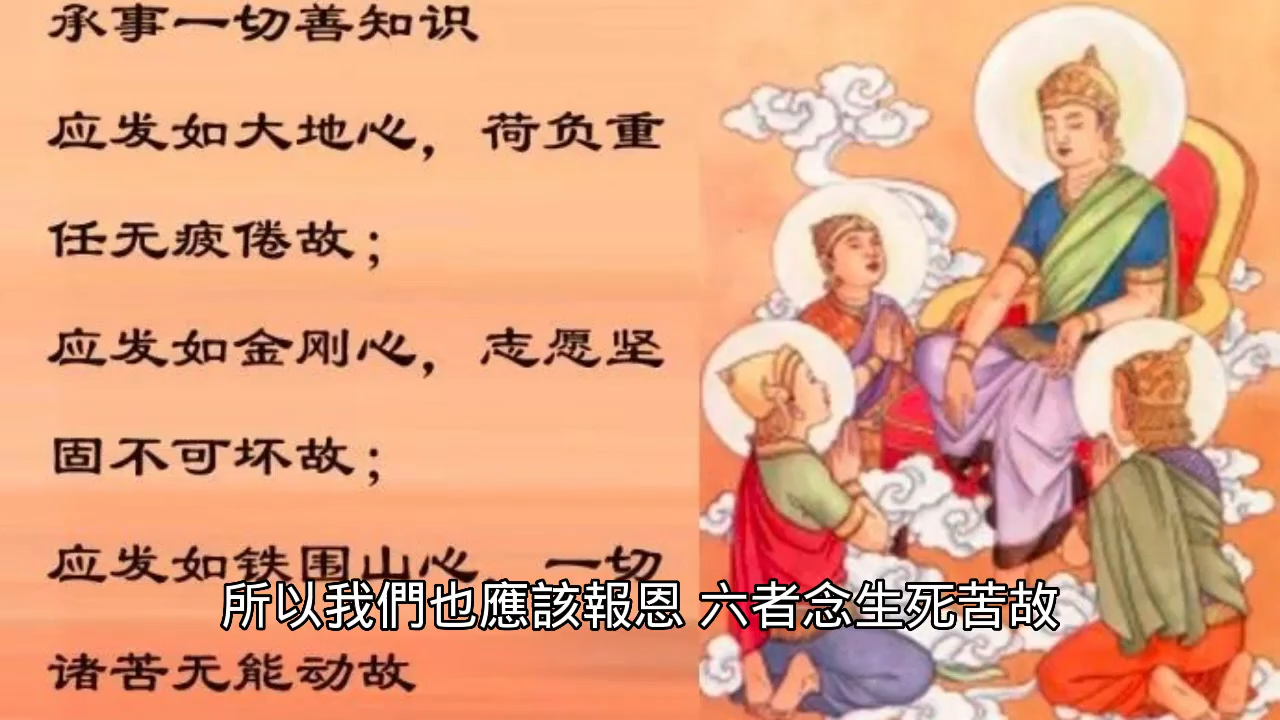 承事一切善知识
应发如大地心，荷负重
任无疲倦故；
应发如金刚心，志愿坚
固不可坏故；
应发如铁围山心 一切
所以我們也應該報恩 六者念生死苦故
诸苦无能动故